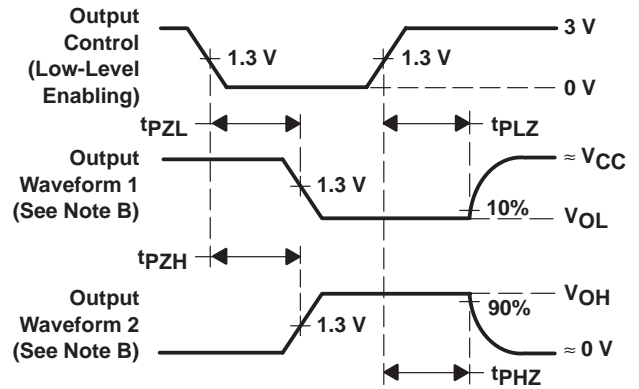 Output
Control
(Low-Level
Enabling)
1.3 V
1.3 V
3 V
0 V
tPZL
tPLZ
Output
Waveform 1
(See Note B)
1.3 V
10%
≈ VCC
VOL
tPZH
Output
Waveform 2
(See Note B)
1.3 V
90%
VOH
≈ 0 V
tPHZ